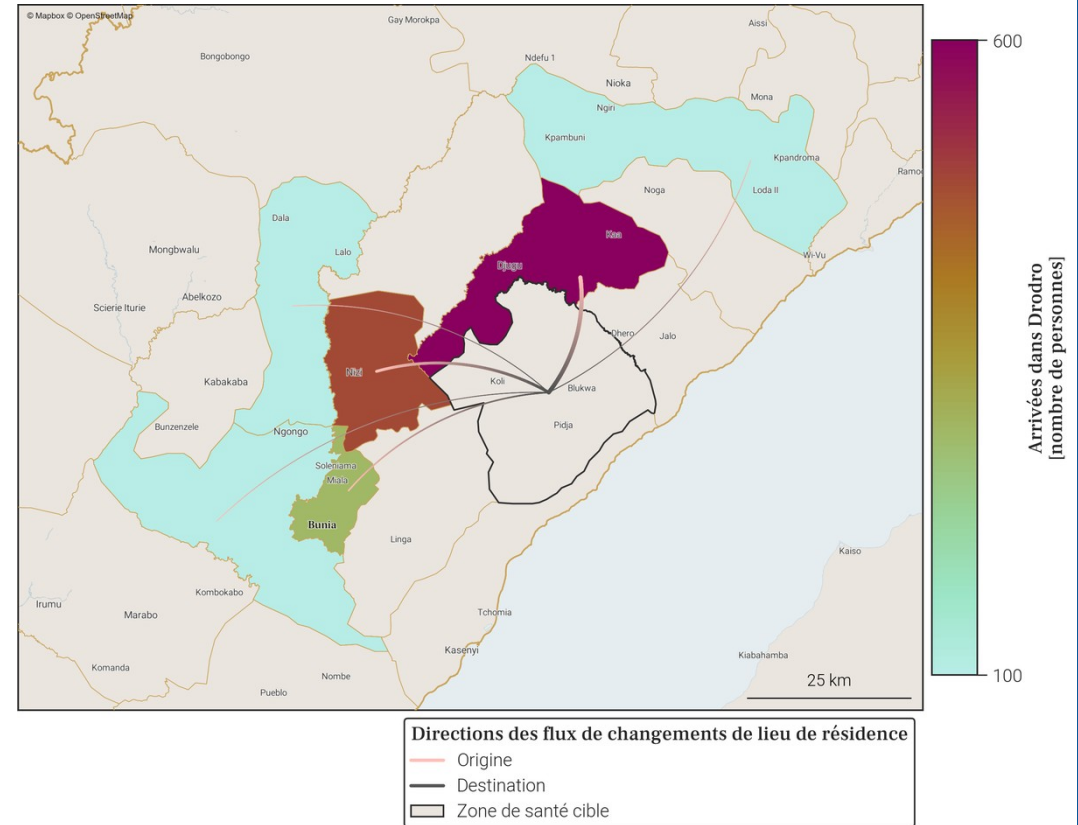 © Mapbox © OpenStreetMap
Gay Morokpa
Aissi
Bongobongo
Ndefu 1
Nioka
Mona
Ngiri
Kpambuni
Kpandroma
Noga
Loda II
Dala
Kaa
Mongbwalu
Lalo
Djugu
Wi-Vu
Abelkozo
Scierie Iturie
Dhero
Jalo
Nizi
Koli
Blukwa
Kabakaba
Pidja
Bunzenzele
Ngongo
Soleniama
Miala
Bunia
Linga
Kaiso
Kombokabo
Irumu
Marabo
Tchomia
Kasenyi
Kiabahamba
Komanda
Nombe
Pueblo
25 km
600
100
Arrivées dans Drodro
[nombre de personnes]
Directions des flux de changements de lieu de résidence
Origine
Destination
Zone de santé cible